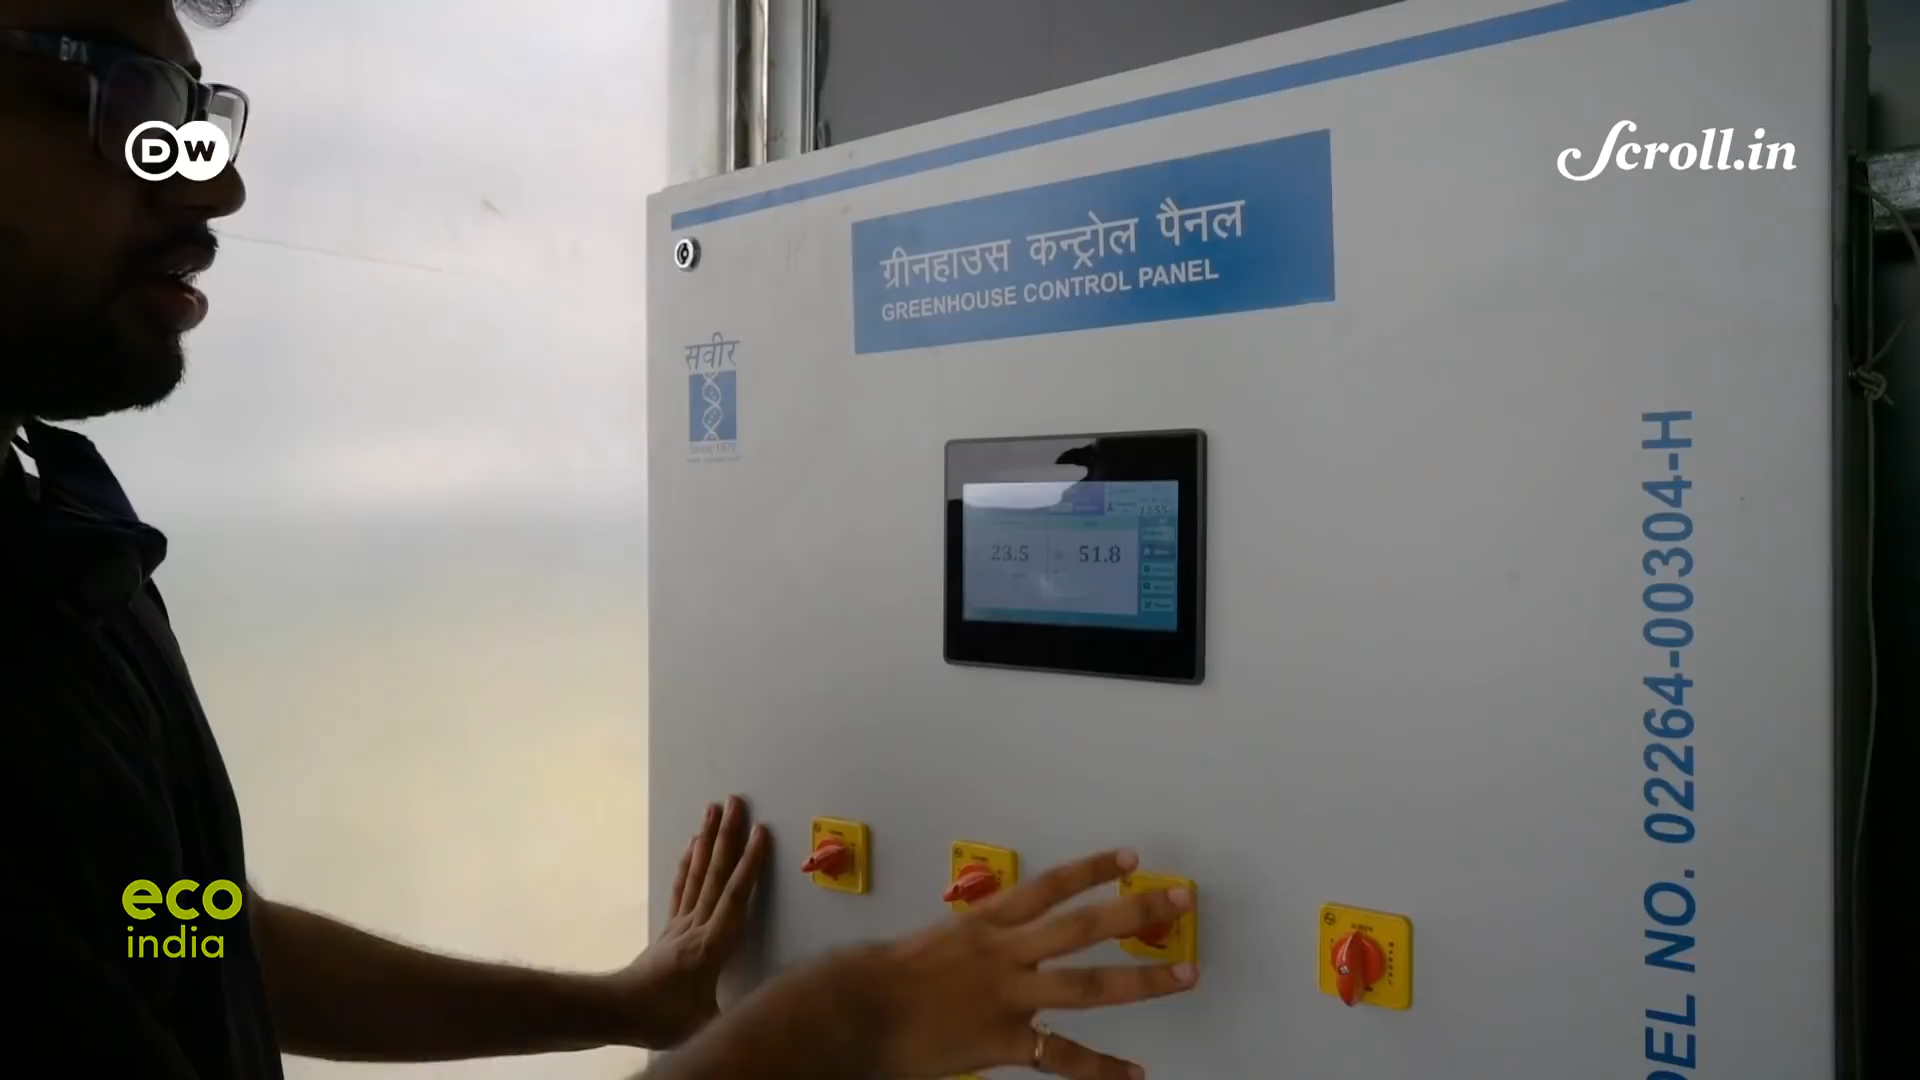 DW
Scroll.in
ग्रीनहाउस कन्ट्रोल पैनल
GREENHOUSE CONTROL PANEL
सवीर
23.5 51.8
DEL NO. 02264-00304-H
eco
india